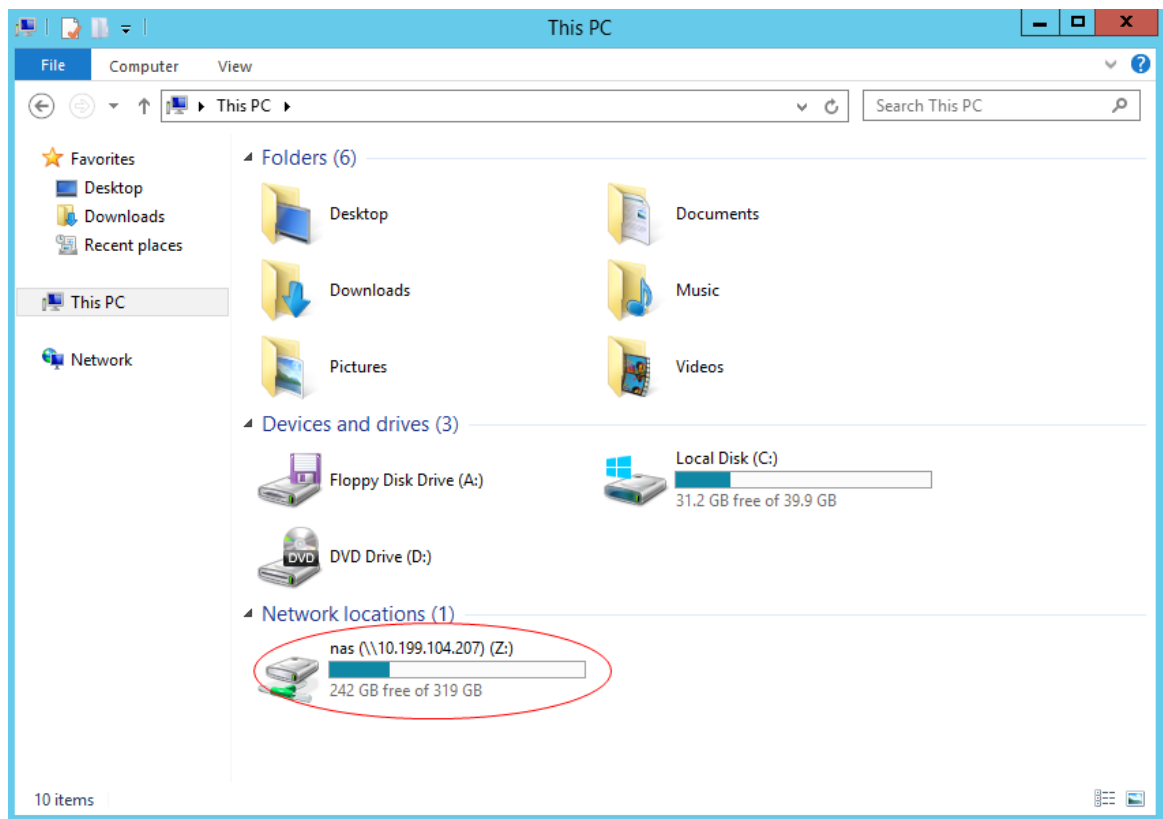 This PC
File Computer View
This PC
Search This PC
Favorites
Desktop
Downloads
Recent places
This PC
Network
Folders (6)
Desktop
Documents
Downloads
Music
Pictures
Videos
Devices and drives (3)
Floppy Disk Drive (A:)
Local Disk (C:)
31.2 GB free of 39.9 GB
DVD
DVD Drive (D:)
Network locations (1)
nas (\\10.199.104.207) (Z:)
242 GB free of 319 GB
10 items